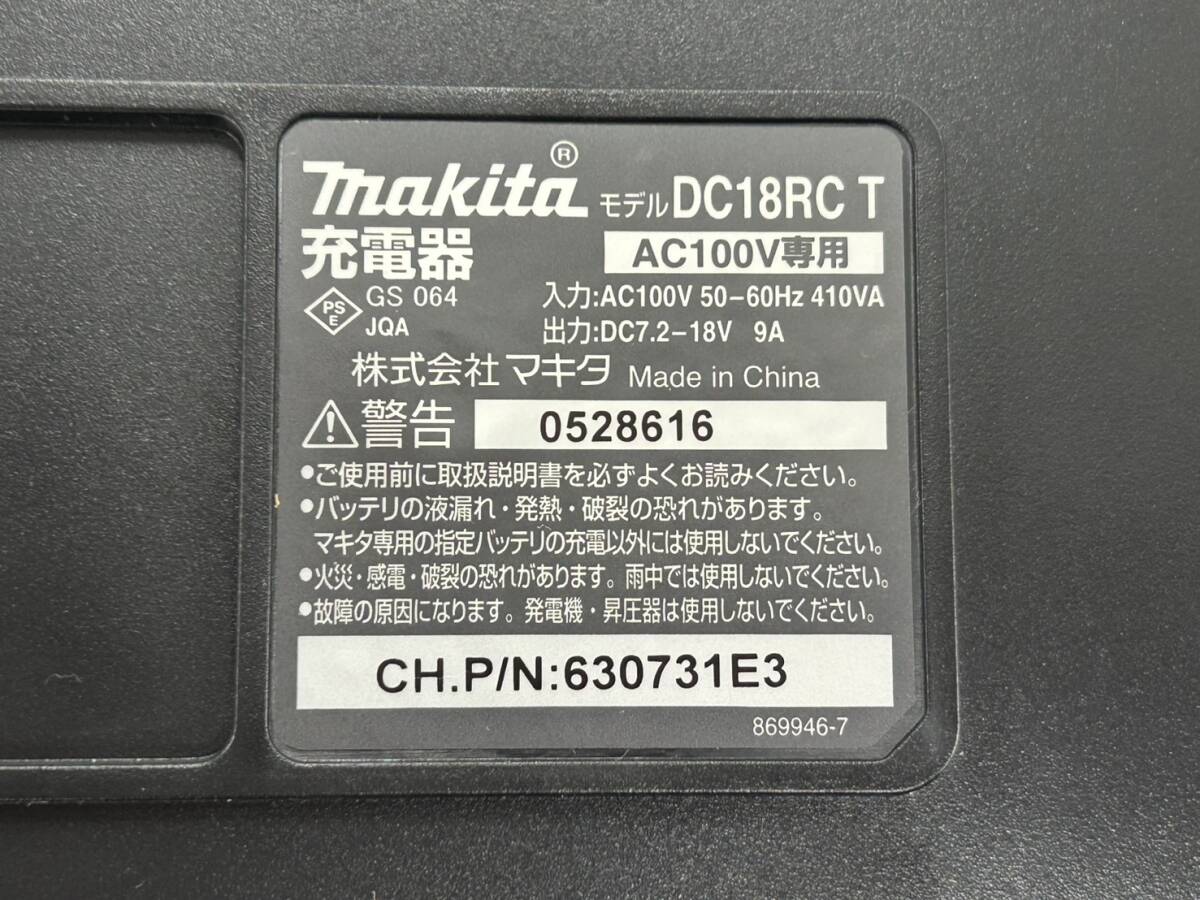 makita® モデル DC18RC T
充電器 AC100V専用
PSE GS 064 入力:AC100V 50-60Hz 410VA
JQA 出力:DC7.2-18V 9A
株式会社マキタ Made in China
警告 0528616
•ご使用前に取扱説明書を必ずよくお読みください。
•バッテリの液漏れ・発熱・破裂の恐れがあります。
マキタ専用の指定バッテリの充電以外には使用しないでください。
•火災・感電・破裂の恐れがあります。雨中では使用しないでください。
•故障の原因になります。発電機・昇圧器は使用しないでください。
CH.P/N:630731E3
869946-7